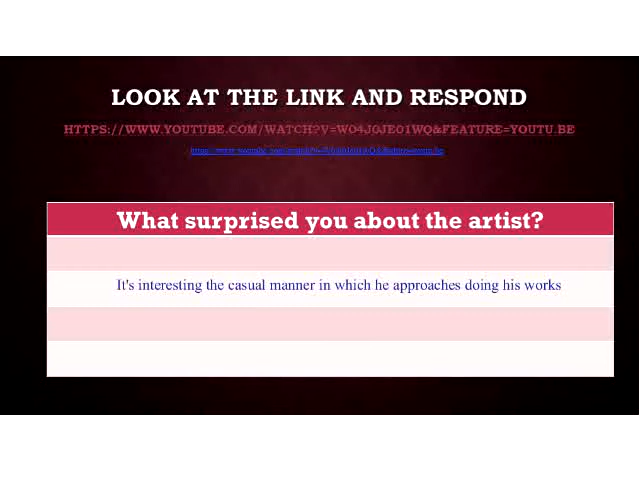 LOOK AT THE LINK AND RESPOND
HTTPS://WWW.YOUTUBE.COM/WATCH?V=WO4JOJE01WQ&FEATURE=YOUTU.BE
What surprised you about the artist?
It's interesting the casual manner in which he approaches doing his works